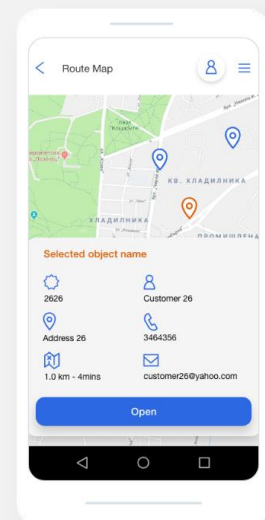 Route Map
КВ. ХЛАДИЛНИКА
ХЛАДИЛНИКА
ПРОМИШЛЕНА
Selected object name
2626
Customer 26
Address 26
3464356
1.0 km - 4mins
customer26@yahoo.com
Open